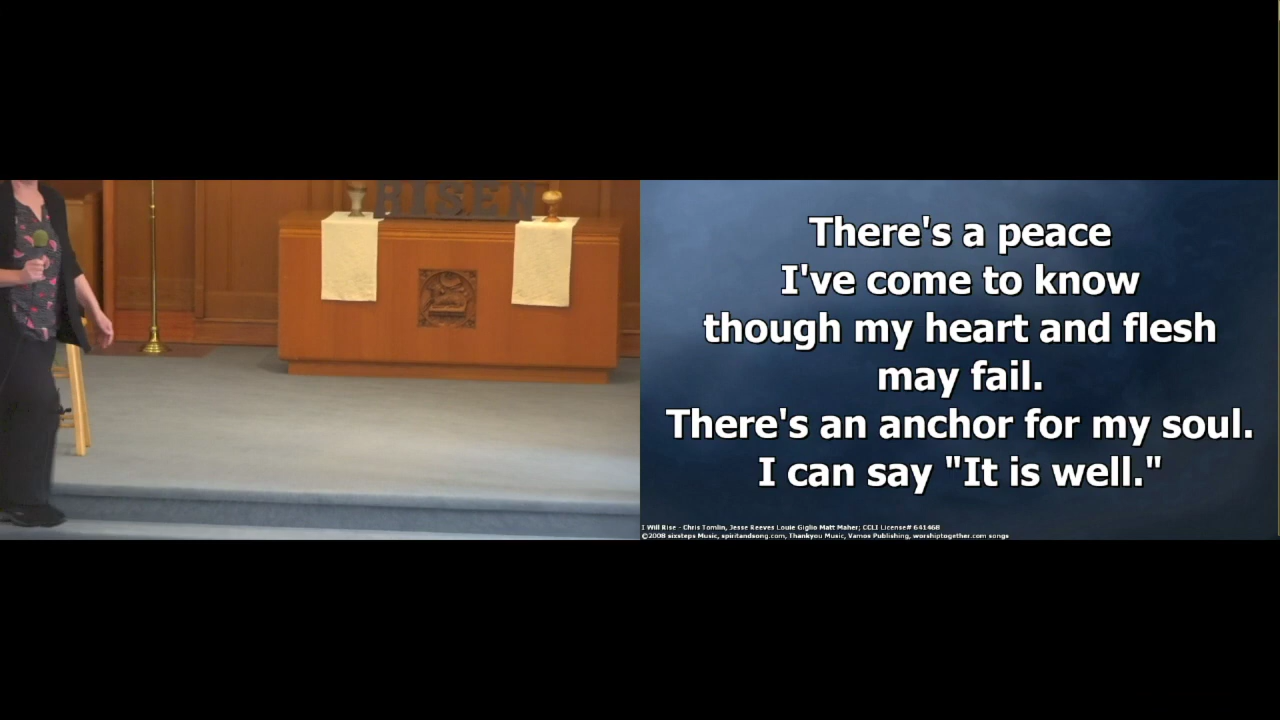 RISEN
There's a peace
I've come to know
though my heart and flesh
may fail.
There's an anchor for my soul.
I can say "It is well."
I Will Rise - Chris Tomlin, Jesse Reeves Louie Giglio Matt Maher; CCLI License# 641468
©2008 sixsteps Music, spiritandsong.com, Thankyou Music, Vamos Publishing, worshiptogether.com songs